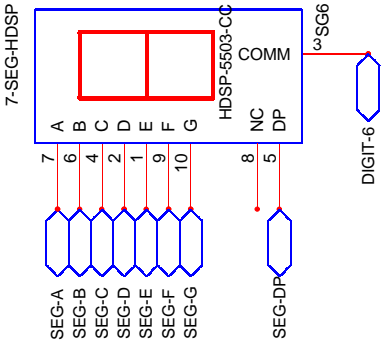 7-SEG-HDSP
HDSP-5503-CC
SG6
COMM
3
DIGIT-6
A
B
C
D
E
F
G
NC
DP
7
6
4
2
1
9
10
8
5
SEG-A
SEG-B
SEG-C
SEG-D
SEG-E
SEG-F
SEG-G
SEG-DP